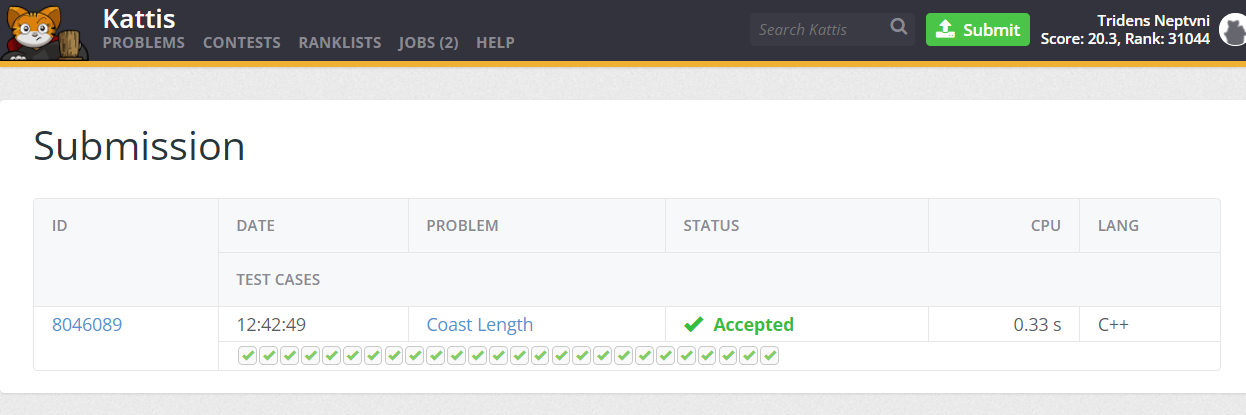 Kattis
PROBLEMS CONTESTS RANKLISTS JOBS (2) HELP
Search Kattis
Submit
Tridens Neptvni
Score: 20.3, Rank: 31044
Submission
ID DATE PROBLEM STATUS CPU LANG
TEST CASES
8046089 12:42:49 Coast Length Accepted 0.33 s C++